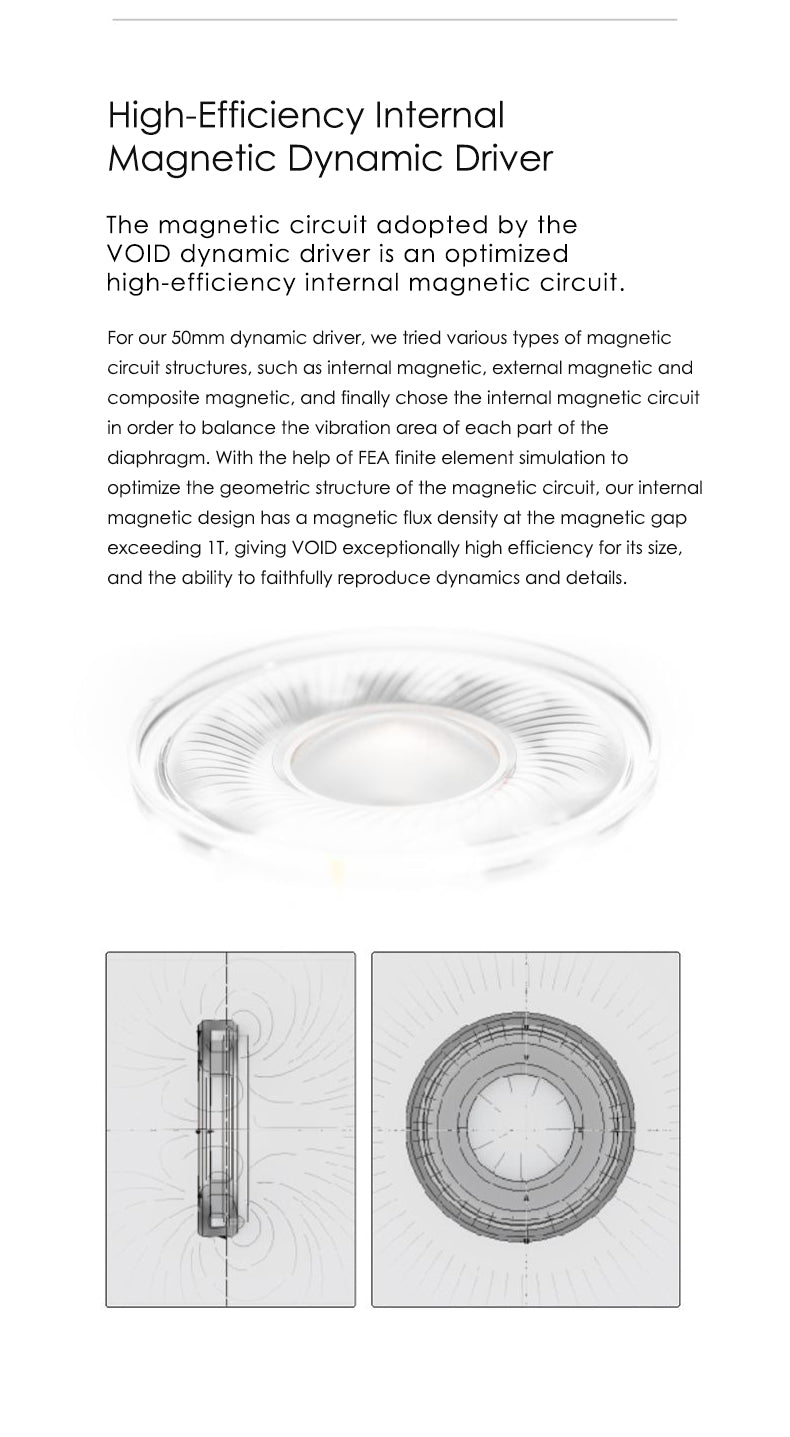 High-Efficiency Internal
Magnetic Dynamic Driver
The magnetic circuit adopted by the
VOID dynamic driver is an optimized
high-efficiency internal magnetic circuit.
For our 50mm dynamic driver, we tried various types of magnetic
circuit structures, such as internal magnetic, external magnetic and
composite magnetic, and finally chose the internal magnetic circuit
in order to balance the vibration area of each part of the
diaphragm. With the help of FEA finite element simulation to
optimize the geometric structure of the magnetic circuit, our internal
magnetic design has a magnetic flux density at the magnetic gap
exceeding 1T, giving VOID exceptionally high efficiency for its size,
and the ability to faithfully reproduce dynamics and details.